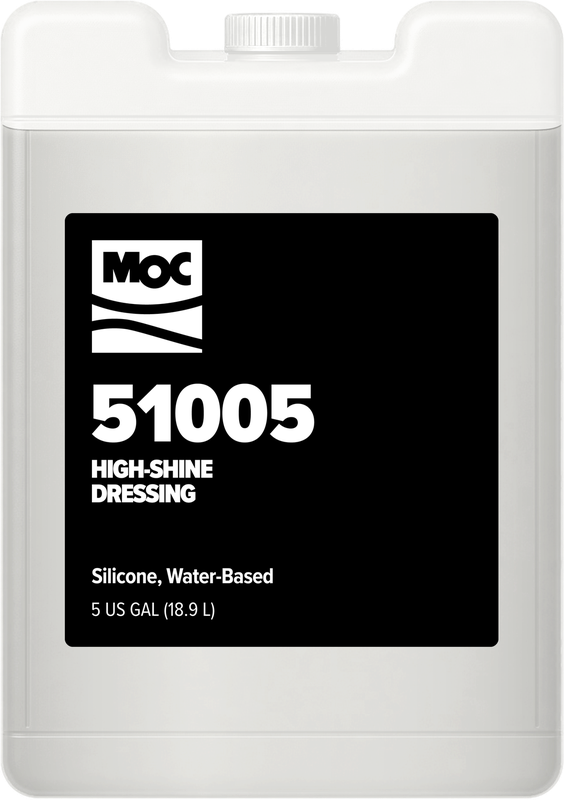 MOC
51005
HIGH-SHINE
DRESSING
Silicone, Water-Based
5 US GAL (18.9 L)